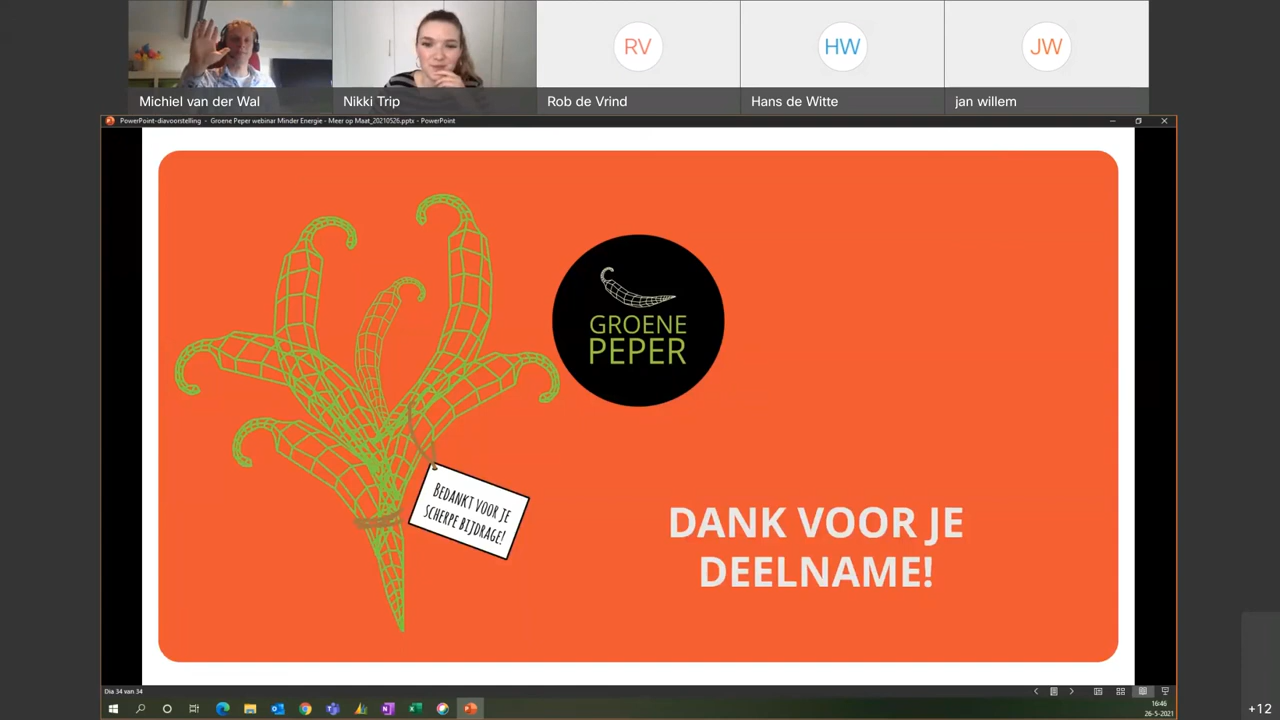 RV
HW
JW
Michiel van der Wal
Nikki Trip
Rob de Vrind
Hans de Witte
jan willem
PowerPoint-diavoorstelling - Groene Peper webinar Minder Energie - Meer op Maat_20210526.pptx - PowerPoint
GROENE
PEPER
BEDANKT VOOR JE
SCHERPE BIJDRAGE!
DANK VOOR JE
DEELNAME!
Dia 34 van 34
16:46
26-5-2021
+12